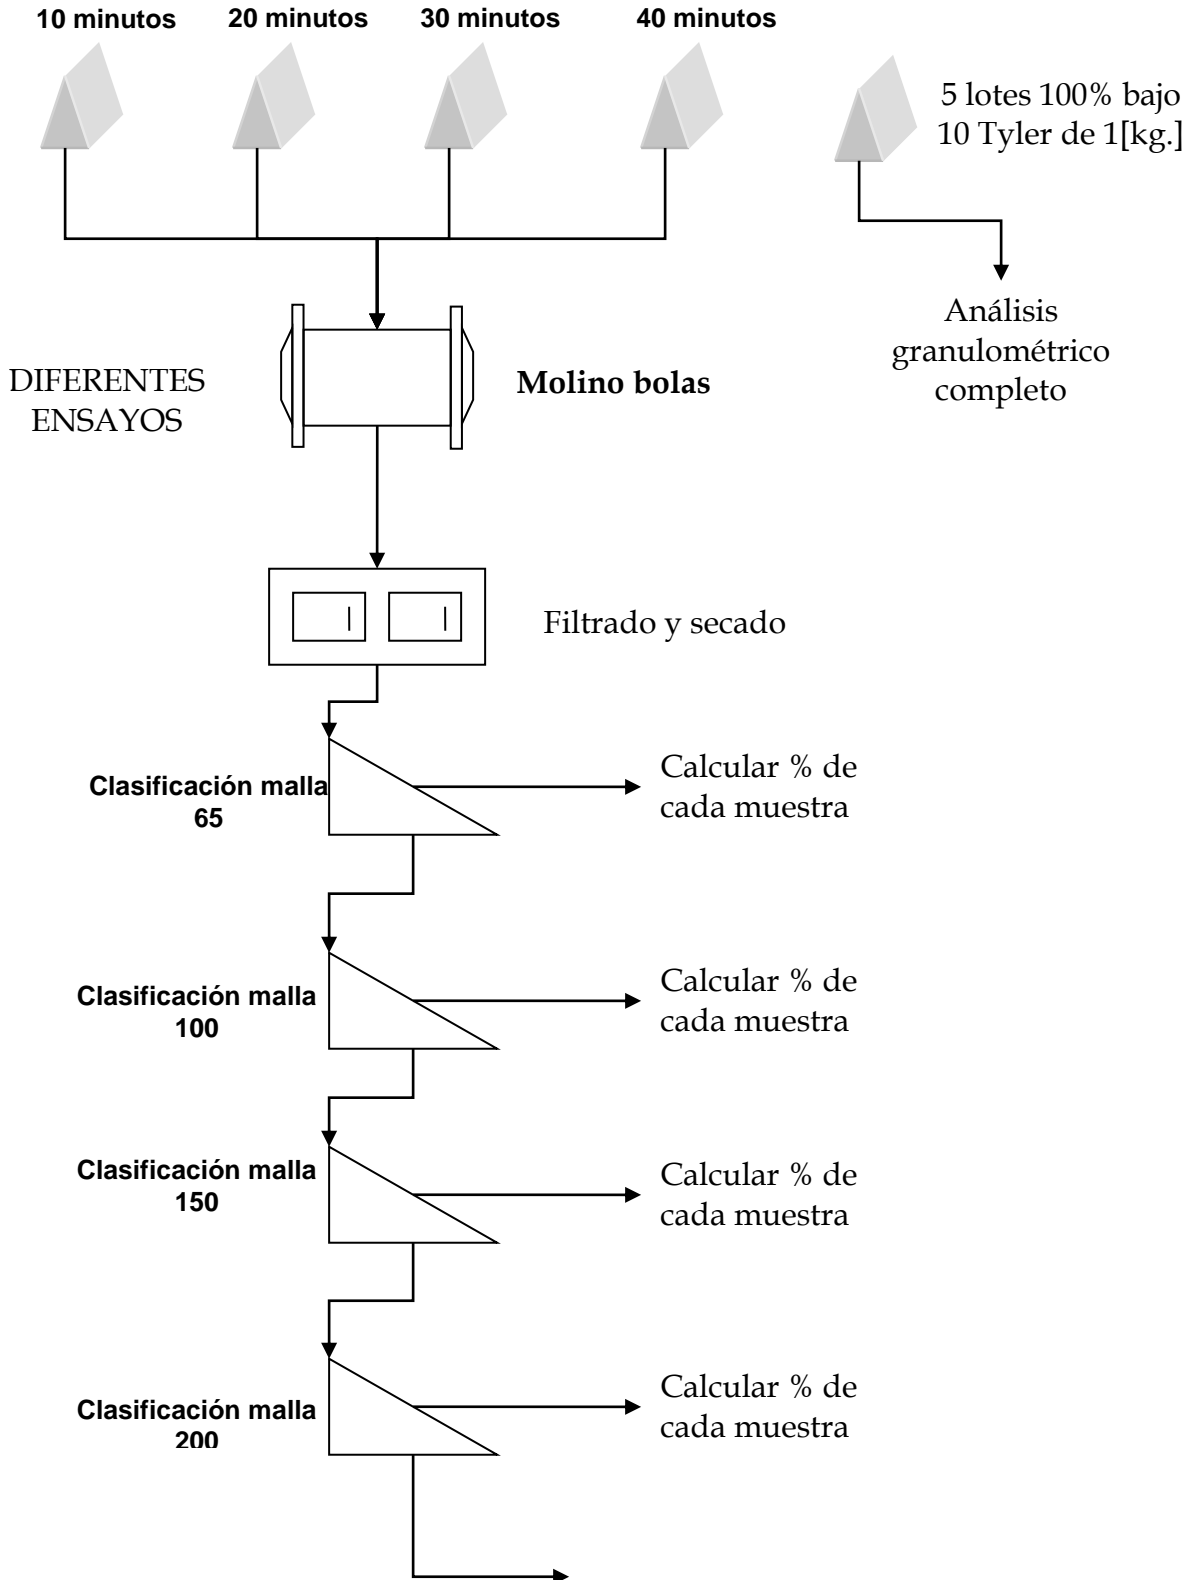 10 minutos
20 minutos
30 minutos
40 minutos
5 lotes 100% bajo
10 Tyler de 1[kg.]
Análisis
granulométrico
completo
DIFERENTES
ENSAYOS
Molino bolas
Filtrado y secado
Clasificación malla
65
Calcular % de
cada muestra
Clasificación malla
100
Calcular % de
cada muestra
Clasificación malla
150
Calcular % de
cada muestra
Clasificación malla
200
Calcular % de
cada muestra